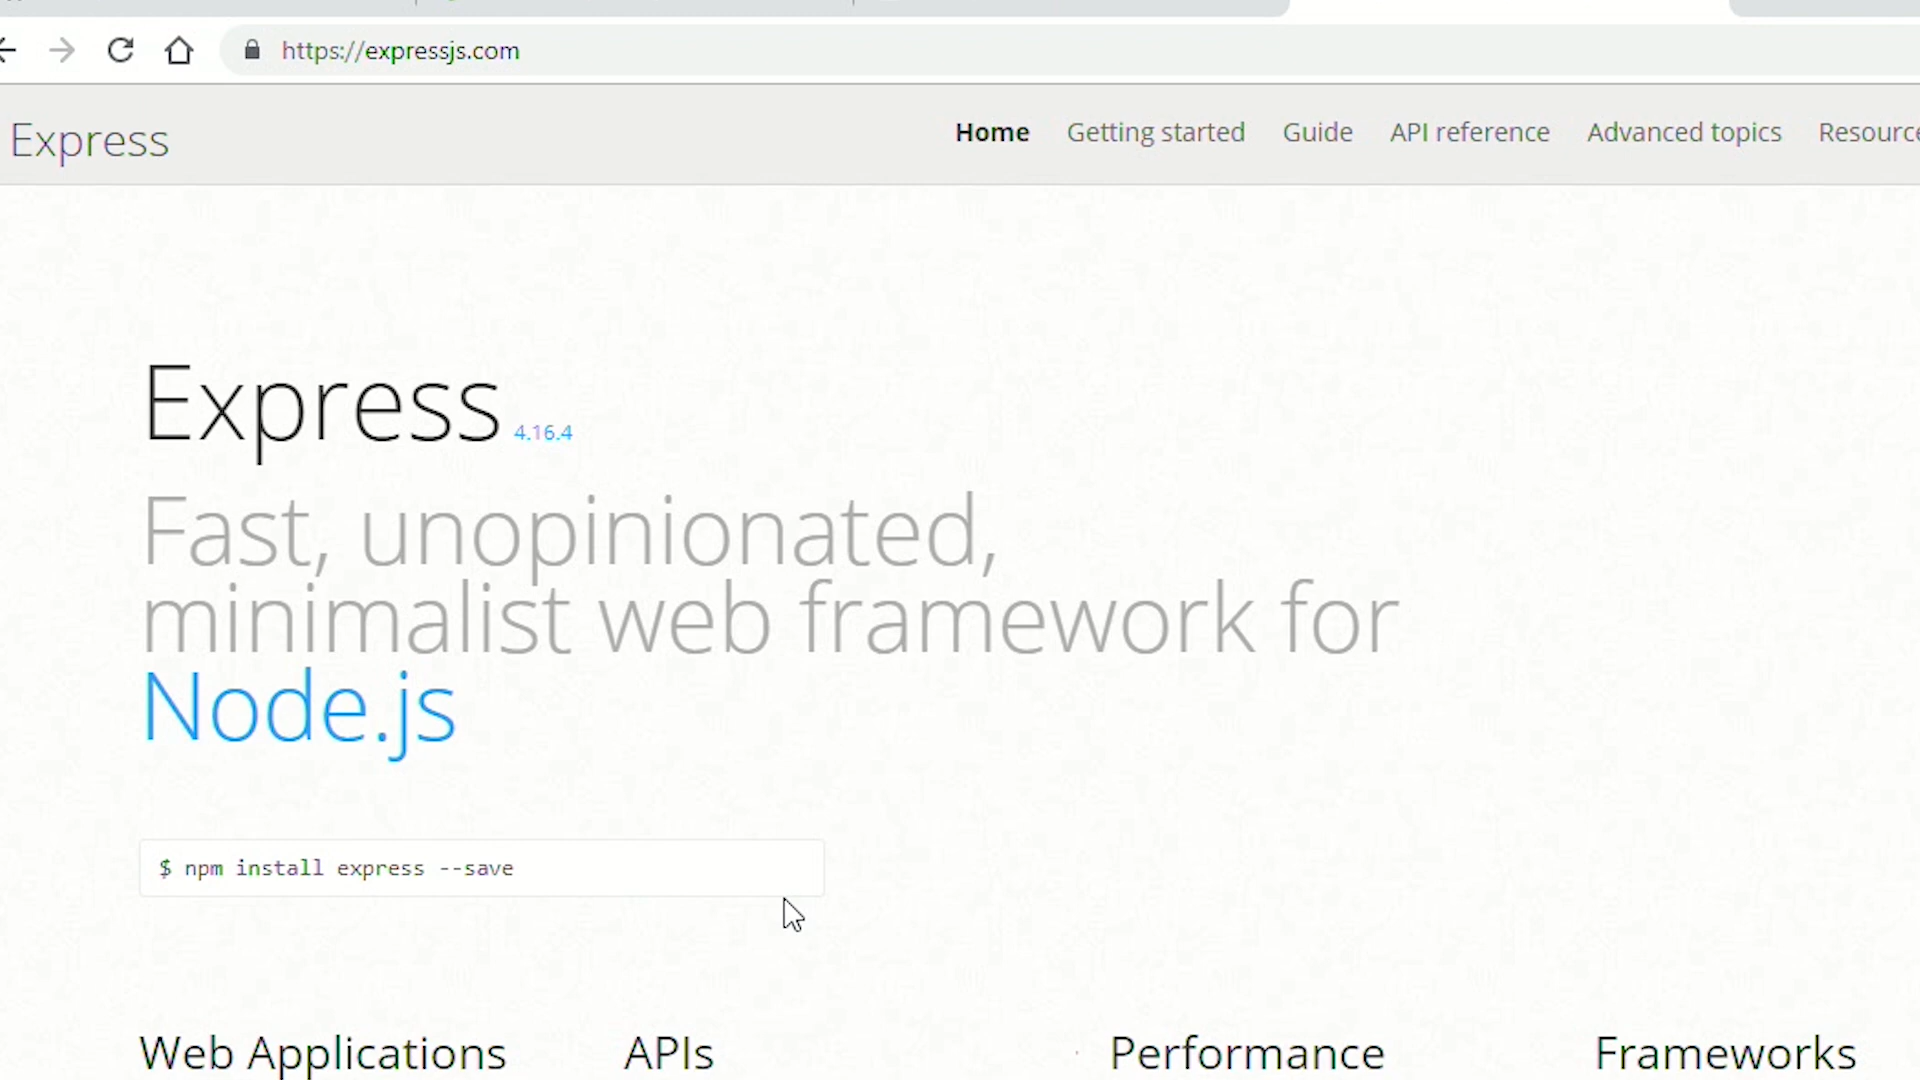 https://expressjs.com
Express
Home Getting started Guide API reference Advanced topics
Express 4.16.4
Fast, unopinionated,
minimalist web framework for
Node.js
$ npm install express --save
Web Applications APIs Performance Frameworks